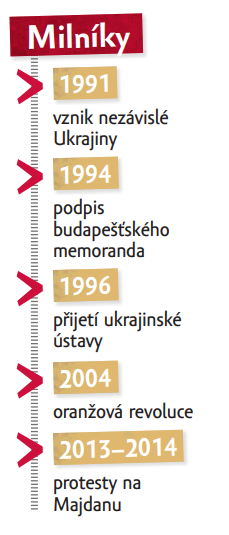 Milníky
1991
vznik nezávislé
Ukrajiny
1994
podpis
budapešťského
memoranda
1996
přijetí ukrajinské
ústavy
2004
oranžová revoluce
2013–2014
protesty na
Majdanu